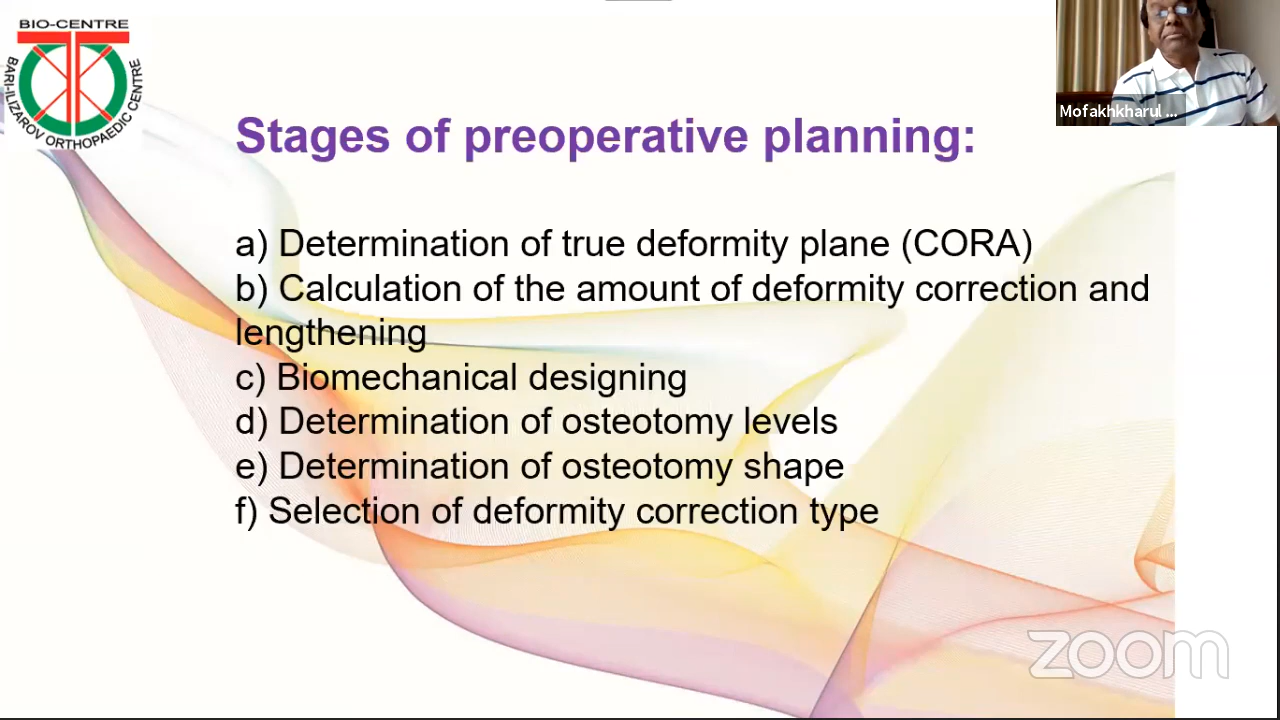 BIO-CENTRE
BARI-ILIZAROV ORTHOPAEDIC CENTRE
Mofakhkharul ...
Stages of preoperative planning:
a) Determination of true deformity plane (CORA)
b) Calculation of the amount of deformity correction and
lengthening
c) Biomechanical designing
d) Determination of osteotomy levels
e) Determination of osteotomy shape
f) Selection of deformity correction type
zoom